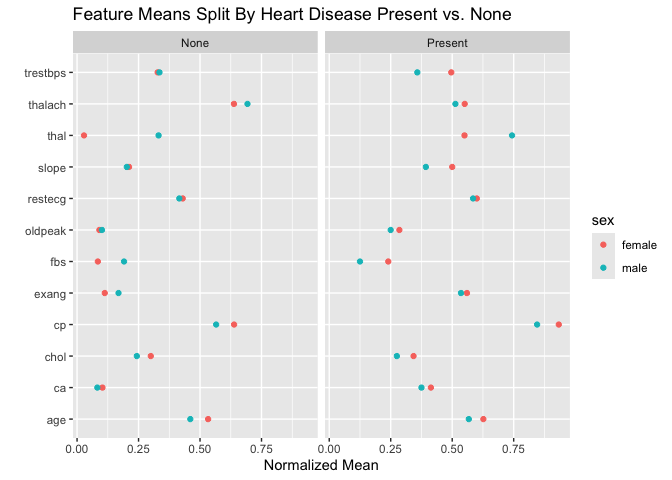 Feature Means Split By Heart Disease Present vs. None
None
Present
trestbps
thalach
thal
slope
restecg
oldpeak
fbs
exang
cp
chol
ca
age
0.00 0.25 0.50 0.75
0.00 0.25 0.50 0.75
Normalized Mean
sex
female
male